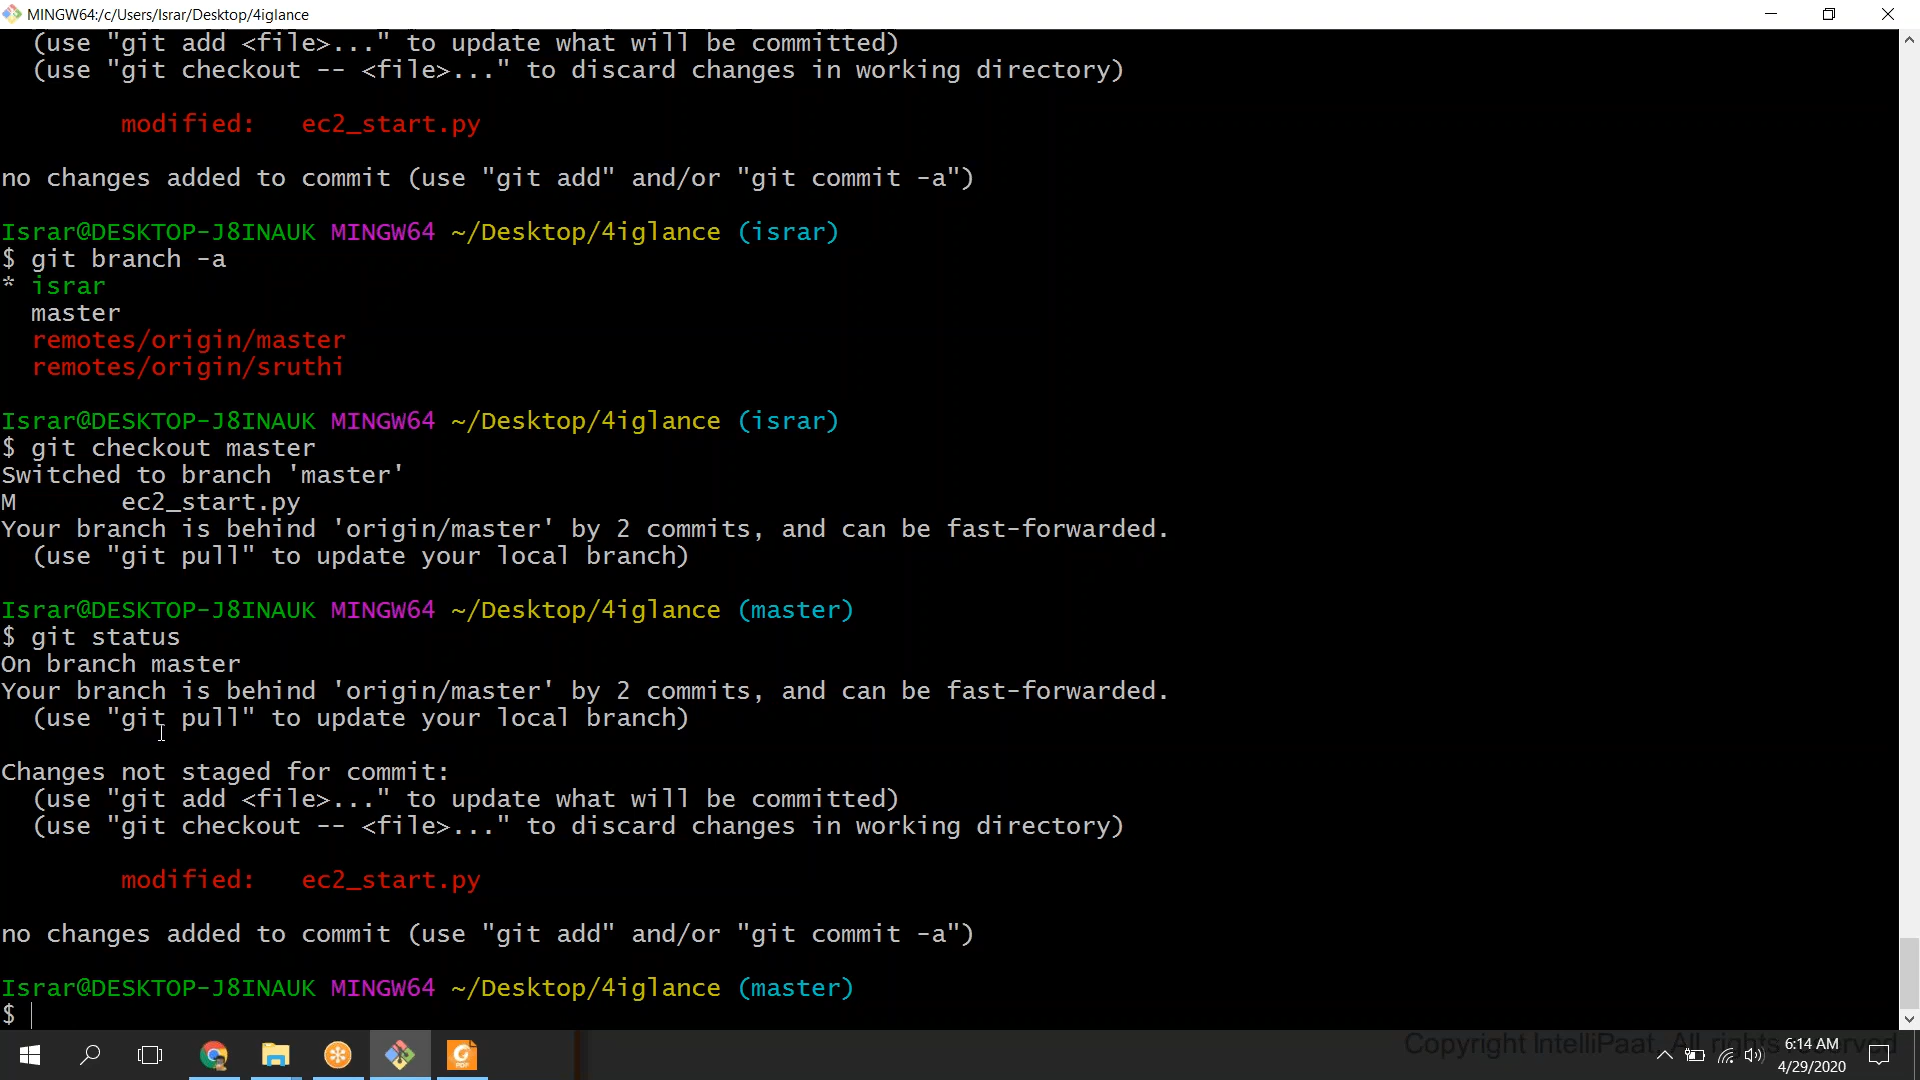 MINGW64:/c/Users/Israr/Desktop/4iglance
(use "git add <file>..." to update what will be committed)
(use "git checkout -- <file>..." to discard changes in working directory)
modified: ec2_start.py
no changes added to commit (use "git add" and/or "git commit -a")
Israr@DESKTOP-J8INAUK MINGW64 ~/Desktop/4iglance (israr)
$ git branch -a
* israr
master
remotes/origin/master
remotes/origin/sruthi
Israr@DESKTOP-J8INAUK MINGW64 ~/Desktop/4iglance (israr)
$ git checkout master
Switched to branch 'master'
M ec2_start.py
Your branch is behind 'origin/master' by 2 commits, and can be fast-forwarded.
(use "git pull" to update your local branch)
Israr@DESKTOP-J8INAUK MINGW64 ~/Desktop/4iglance (master)
$ git status
On branch master
Your branch is behind 'origin/master' by 2 commits, and can be fast-forwarded.
(use "git pull" to update your local branch)
Changes not staged for commit:
(use "git add <file>..." to update what will be committed)
(use "git checkout -- <file>..." to discard changes in working directory)
modified: ec2_start.py
no changes added to commit (use "git add" and/or "git commit -a")
Israr@DESKTOP-J8INAUK MINGW64 ~/Desktop/4iglance (master)
$
Copyright IntelliPaat, All rights reserved
6:14 AM
4/29/2020